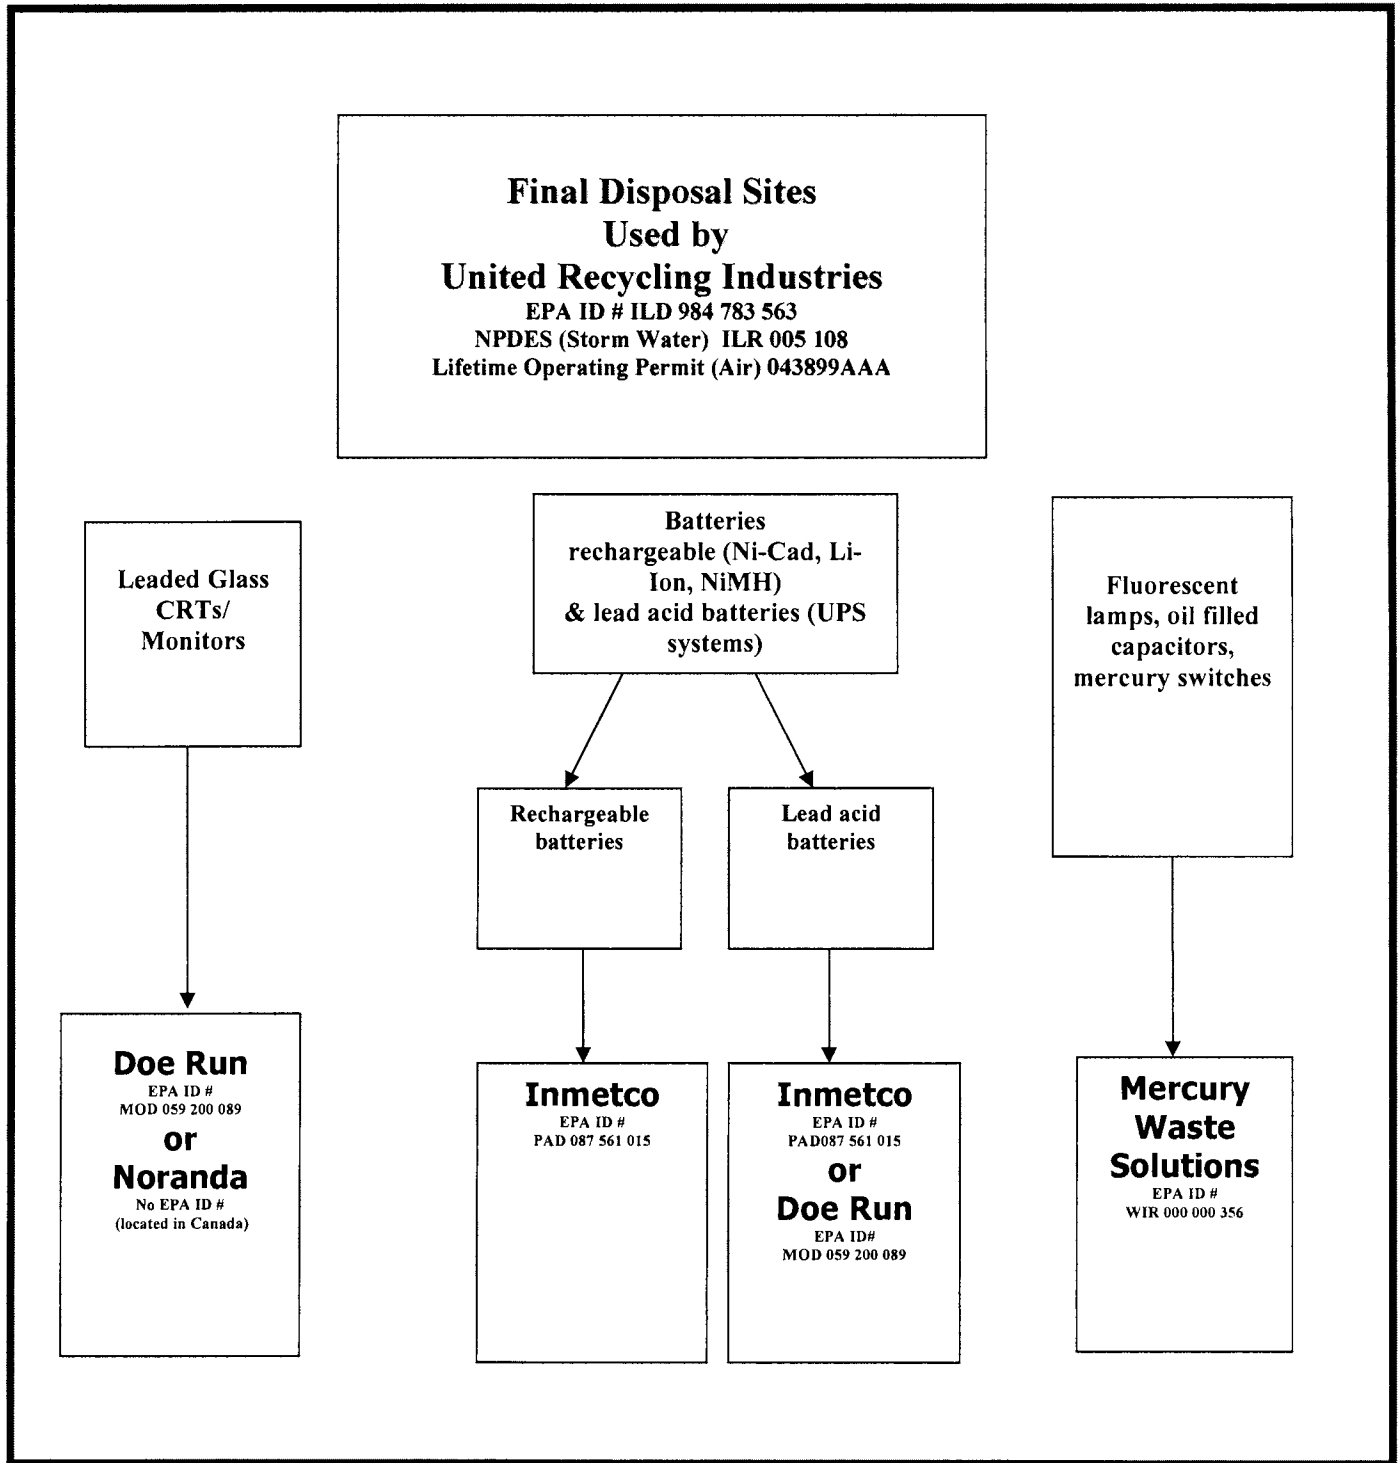 Final Disposal Sites
Used by
United Recycling Industries
EPA ID # ILD 984 783 563
NPDES (Storm Water) ILR 005 108
Lifetime Operating Permit (Air) 043899AAA
Leaded Glass
CRTs/
Monitors
Batteries
rechargeable (Ni-Cad, Li-
Ion, NiMH)
& lead acid batteries (UPS
systems)
Fluorescent
lamps, oil filled
capacitors,
mercury switches
Rechargeable
batteries
Lead acid
batteries
Doe Run
EPA ID #
MOD 059 200 089
or
Noranda
No EPA ID #
(located in Canada)
Inmetco
EPA ID #
PAD 087 561 015
Inmetco
EPA ID #
PAD087 561 015
or
Doe Run
EPA ID#
MOD 059 200 089
Mercury
Waste
Solutions
EPA ID #
WIR 000 000 356